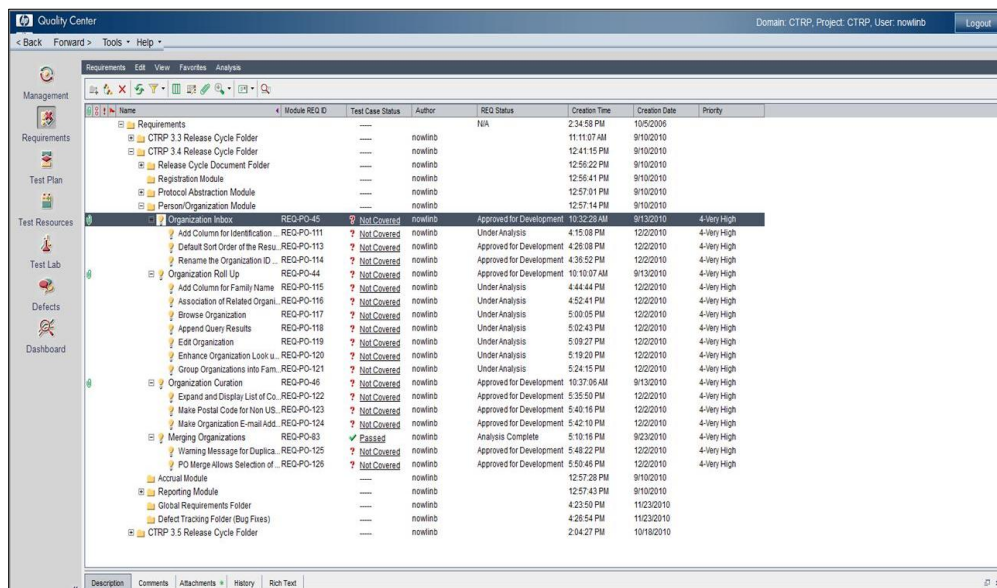 hp Quality Center Domain: CTRP, Project: CTRP, User: nowlinb Logout
< Back Forward > Tools Help
Requirements Edit View Favorites Analysis
Management
Requirements
Test Plan
Test Resources
Test Lab
Defects
Dashboard
Name Module REQ ID Test Case Status Author REQ Status Creation Time Creation Date Priority
Requirements ----- N/A 2:34:58 PM 10/5/2006
CTRP 3.3 Release Cycle Folder ----- nowlinb 11:11:07 AM 9/10/2010
CTRP 3.4 Release Cycle Folder ----- nowlinb 12:41:15 PM 9/10/2010
Release Cycle Document Folder ----- nowlinb 12:56:22 PM 9/10/2010
Registration Module ----- nowlinb 12:56:41 PM 9/10/2010
Protocol Abstraction Module ----- nowlinb 12:57:01 PM 9/10/2010
Person/Organization Module ----- nowlinb 12:57:14 PM 9/10/2010
Organization Inbox REQ-PO-45 ? Not Covered nowlinb Approved for Development 10:32:28 AM 9/13/2010 4-Very High
Add Column for Identification ... REQ-PO-111 ? Not Covered nowlinb Under Analysis 4:15:08 PM 12/2/2010 4-Very High
Default Sort Order of the Resu... REQ-PO-113 ? Not Covered nowlinb Approved for Development 4:26:08 PM 12/2/2010 4-Very High
Rename the Organization ID ... REQ-PO-114 ? Not Covered nowlinb Approved for Development 4:36:52 PM 12/2/2010 4-Very High
Organization Roll Up REQ-PO-44 ? Not Covered nowlinb Approved for Development 10:10:07 AM 9/13/2010 4-Very High
Add Column for Family Name REQ-PO-115 ? Not Covered nowlinb Under Analysis 4:44:44 PM 12/2/2010 4-Very High
Association of Related Organi... REQ-PO-116 ? Not Covered nowlinb Under Analysis 4:52:41 PM 12/2/2010 4-Very High
Browse Organization REQ-PO-117 ? Not Covered nowlinb Under Analysis 5:00:05 PM 12/2/2010 4-Very High
Append Query Results REQ-PO-118 ? Not Covered nowlinb Under Analysis 5:02:43 PM 12/2/2010 4-Very High
Edit Organization REQ-PO-119 ? Not Covered nowlinb Under Analysis 5:09:27 PM 12/2/2010 4-Very High
Enhance Organization Look u... REQ-PO-120 ? Not Covered nowlinb Under Analysis 5:19:20 PM 12/2/2010 4-Very High
Group Organizations into Fam... REQ-PO-121 ? Not Covered nowlinb Under Analysis 5:24:15 PM 12/2/2010 4-Very High
Organization Curation REQ-PO-46 ? Not Covered nowlinb Approved for Development 10:37:06 AM 9/13/2010 4-Very High
Expand and Display List of Co... REQ-PO-122 ? Not Covered nowlinb Approved for Development 5:35:50 PM 12/2/2010 4-Very High
Make Postal Code for Non US... REQ-PO-123 ? Not Covered nowlinb Approved for Development 5:40:16 PM 12/2/2010 4-Very High
Make Organization E-mail Add... REQ-PO-124 ? Not Covered nowlinb Approved for Development 5:42:10 PM 12/2/2010 4-Very High
Merging Organizations REQ-PO-83 Passed nowlinb Analysis Complete 5:10:16 PM 9/23/2010 4-Very High
Warning Message for Duplica... REQ-PO-125 ? Not Covered nowlinb Approved for Development 5:48:22 PM 12/2/2010 4-Very High
PO Merge Allows Selection of ... REQ-PO-126 ? Not Covered nowlinb Approved for Development 5:50:46 PM 12/2/2010 4-Very High
Accrual Module ----- nowlinb 12:57:28 PM 9/10/2010
Reporting Module ----- nowlinb 12:57:43 PM 9/10/2010
Global Requirements Folder ----- nowlinb 4:23:50 PM 11/23/2010
Defect Tracking Folder (Bug Fixes) ----- nowlinb 4:26:54 PM 11/23/2010
CTRP 3.5 Release Cycle Folder ----- nowlinb 2:04:27 PM 10/18/2010
Description Comments Attachments History Rich Text